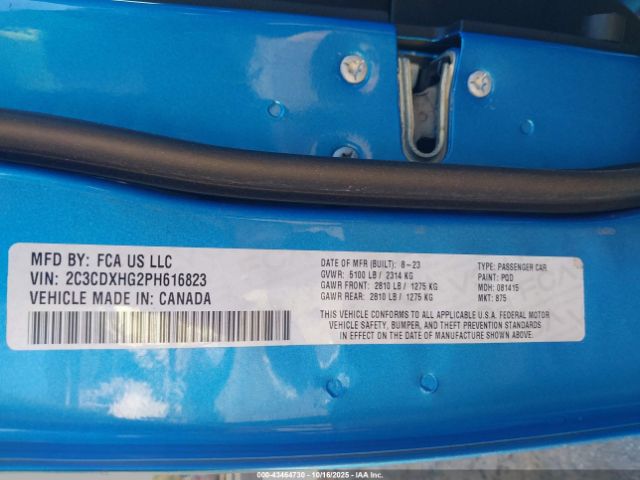 MFD BY: FCA US LLC
VIN: 2C3CDXHG2PH616823
VEHICLE MADE IN: CANADA
DATE OF MFR (BUILT): 8-23
GVWR: 5100 LB / 2314 KG
GAWR FRONT: 2810 LB / 1275 KG
GAWR REAR: 2810 LB / 1275 KG
TYPE: PASSENGER CAR
PAINT: PQD
MDH: 081415
MKT: 875
THIS VEHICLE CONFORMS TO ALL APPLICABLE U.S.A. FEDERAL MOTOR
VEHICLE SAFETY, BUMPER, AND THEFT PREVENTION STANDARDS
IN EFFECT ON THE DATE OF MANUFACTURE SHOWN ABOVE.
43464730 - 10/16/2025 - IAA Inc.